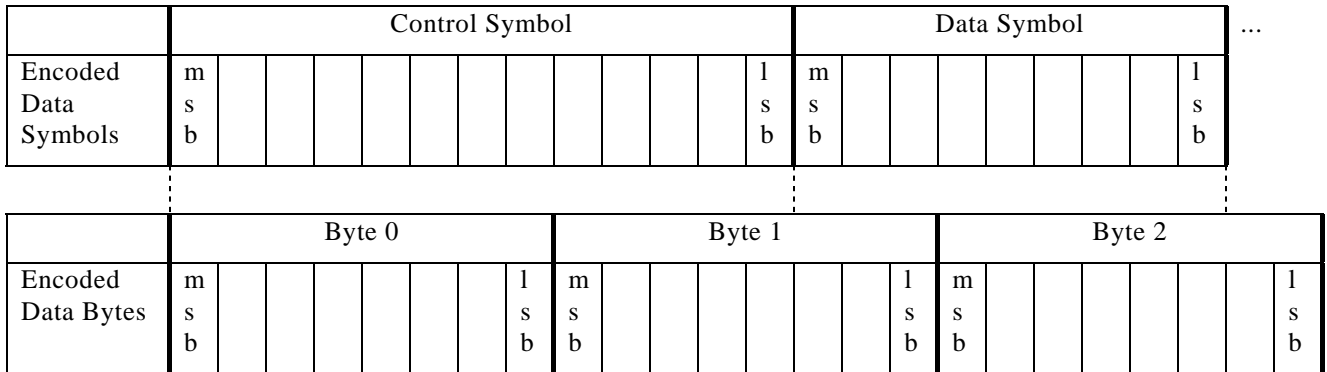 Control Symbol Data Symbol ...
Encoded m l m l
Data s s s s
Symbols b b b b
Byte 0 Byte 1 Byte 2
Encoded m l m l m l
Data Bytes s s s s s s
b b b b b b